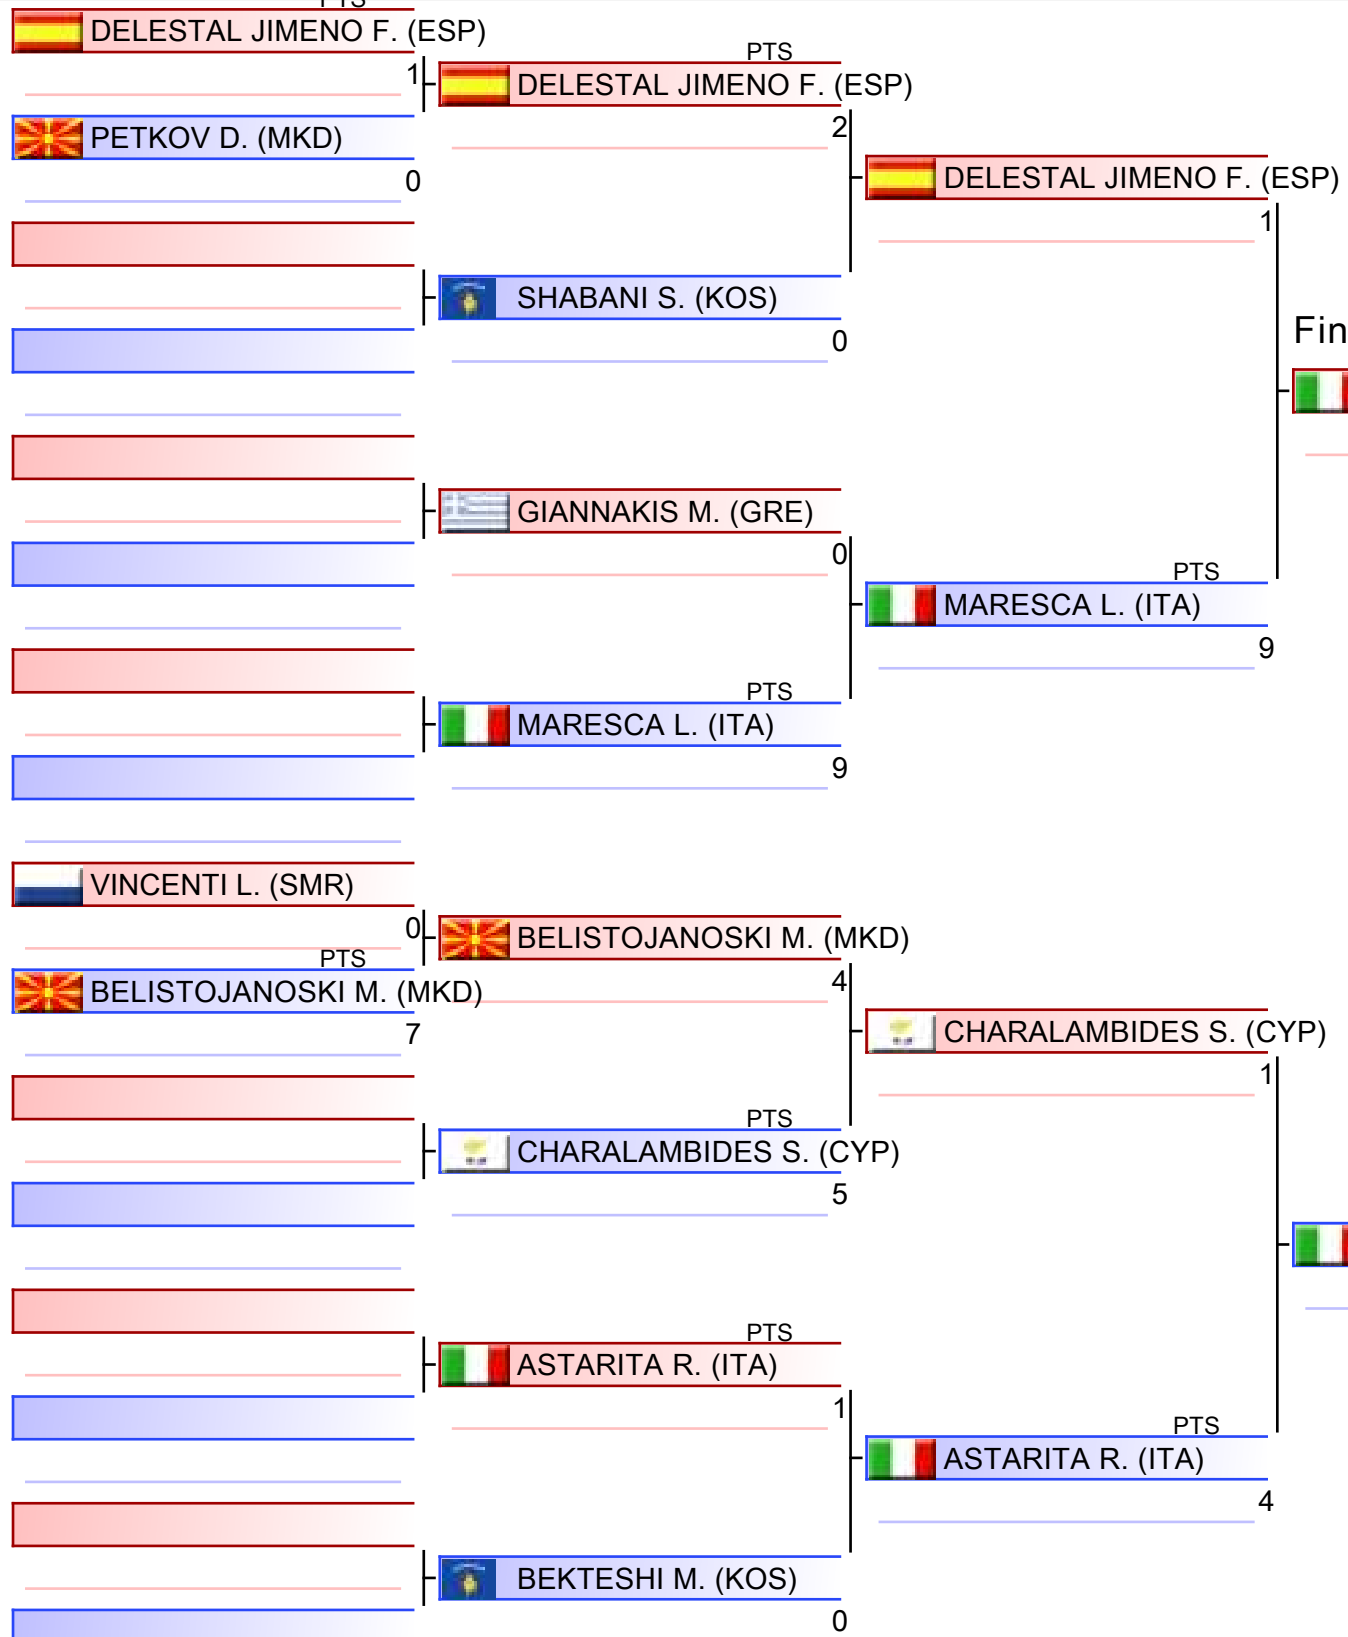 PTS
DELESTAL JIMENO F. (ESP)
1
PETKOV D. (MKD)
0
VINCENTI L. (SMR)
0
PTS
BELISTOJANOSKI M. (MKD)
7
PTS
DELESTAL JIMENO F. (ESP)
2
SHABANI S. (KOS)
0
GIANNAKIS M. (GRE)
0
PTS
MARESCA L. (ITA)
9
BELISTOJANOSKI M. (MKD)
4
PTS
CHARALAMBIDES S. (CYP)
5
PTS
ASTARITA R. (ITA)
1
BEKTESHI M. (KOS)
0
DELESTAL JIMENO F. (ESP)
1
PTS
MARESCA L. (ITA)
9
CHARALAMBIDES S. (CYP)
1
PTS
ASTARITA R. (ITA)
4
Fin